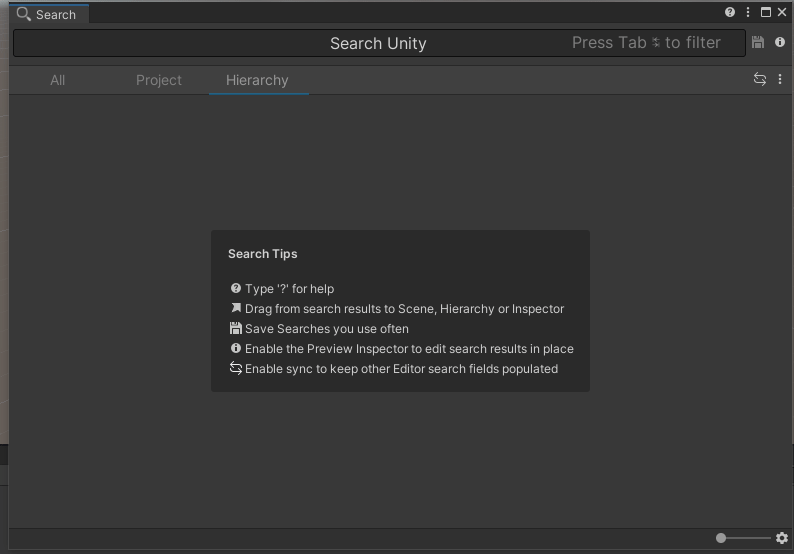 Search
Search Unity
Press Tab ↹ to filter
All
Project
Hierarchy
Search Tips
Type '?' for help
Drag from search results to Scene, Hierarchy or Inspector
Save Searches you use often
Enable the Preview Inspector to edit search results in place
Enable sync to keep other Editor search fields populated